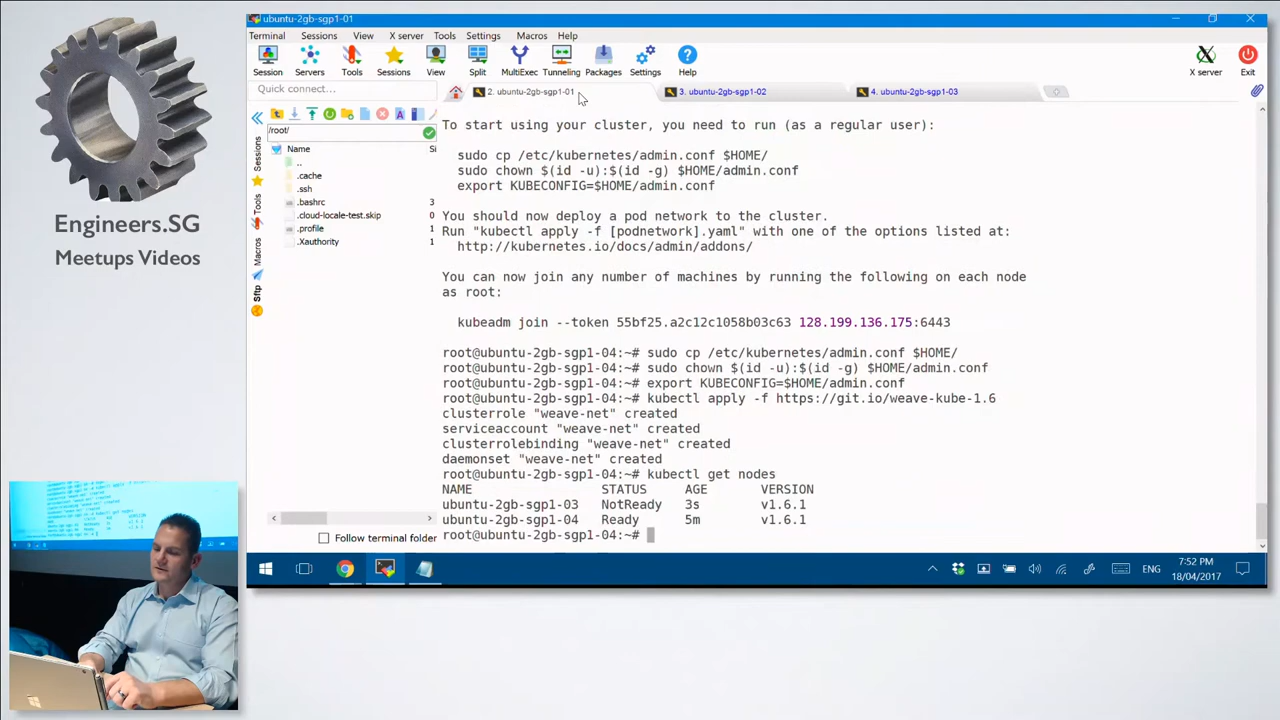 ubuntu-2gb-sgp1-01
Terminal Sessions View X server Tools Settings Macros Help
Session Servers Tools Sessions View Split MultiExec Tunneling Packages Settings Help X server Exit
Quick connect...
2. ubuntu-2gb-sgp1-01
3. ubuntu-2gb-sgp1-02
4. ubuntu-2gb-sgp1-03
/root/
Name Si
..
.cache
.ssh
.bashrc 3
.cloud-locale-test.skip 0
.profile 1
.Xauthority 1
Sessions
Tools
Macros
Sftp
Follow terminal folder
To start using your cluster, you need to run (as a regular user):
sudo cp /etc/kubernetes/admin.conf $HOME/
sudo chown $(id -u):$(id -g) $HOME/admin.conf
export KUBECONFIG=$HOME/admin.conf
You should now deploy a pod network to the cluster.
Run "kubectl apply -f [podnetwork].yaml" with one of the options listed at:
http://kubernetes.io/docs/admin/addons/
You can now join any number of machines by running the following on each node
as root:
kubeadm join --token 55bf25.a2c12c1058b03c63 128.199.136.175:6443
root@ubuntu-2gb-sgp1-04:~# sudo cp /etc/kubernetes/admin.conf $HOME/
root@ubuntu-2gb-sgp1-04:~# sudo chown $(id -u):$(id -g) $HOME/admin.conf
root@ubuntu-2gb-sgp1-04:~# export KUBECONFIG=$HOME/admin.conf
root@ubuntu-2gb-sgp1-04:~# kubectl apply -f https://git.io/weave-kube-1.6
clusterrole "weave-net" created
serviceaccount "weave-net" created
clusterrolebinding "weave-net" created
daemonset "weave-net" created
root@ubuntu-2gb-sgp1-04:~# kubectl get nodes
NAME STATUS AGE VERSION
ubuntu-2gb-sgp1-03 NotReady 3s v1.6.1
ubuntu-2gb-sgp1-04 Ready 5m v1.6.1
root@ubuntu-2gb-sgp1-04:~#
ENG
7:52 PM
18/04/2017
Engineers.SG
Meetups Videos